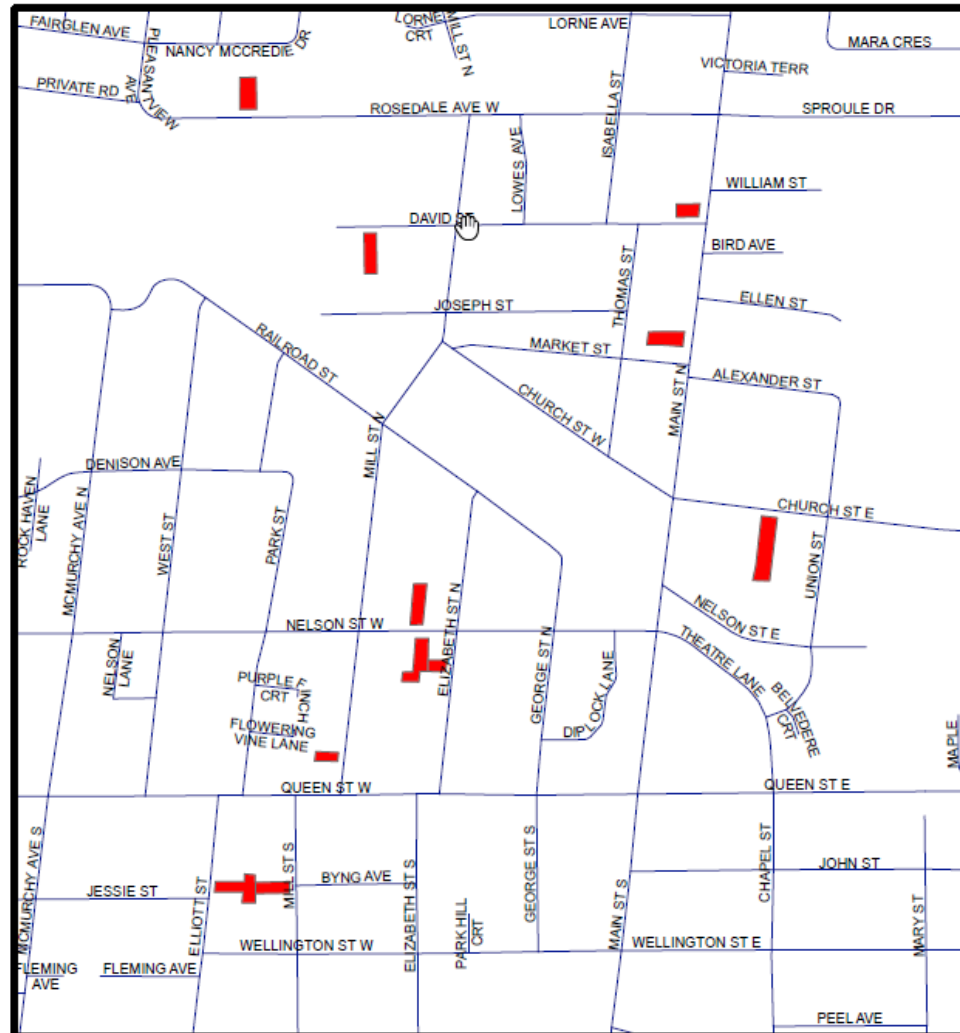 FAIRGLEN AVE
LORNE
CRT
MILL ST N
LORNE AVE
NANCY MCCREDIE DR
MARA CRES
PLEASANTVIEW
AVE
PRIVATE RD
VICTORIA TERR
ROSEDALE AVE W
SPROULE DR
ISABELLA ST
LOWES AVE
WILLIAM ST
DAVID ST
BIRD AVE
THOMAS ST
ELLEN ST
JOSEPH ST
RAILROAD ST
MARKET ST
ALEXANDER ST
MAIN ST N
CHURCH ST W
MILL ST N
DENISON AVE
ROCK HAVEN
LANE
MCMURCHY AVE N
WEST ST
PARK ST
CHURCH ST E
UNION ST
NELSON ST E
NELSON ST W
ELIZABETH ST N
GEORGE ST N
THEATRE LANE
NELSON
LANE
PURPLE FINCH
CRT
DIPLOCK LANE
BELVEDERE
CRT
FLOWERING
VINE LANE
MAPLE
QUEEN ST W
QUEEN ST E
MCMURCHY AVE S
JESSIE ST
ELLIOTT ST
MILL ST S
BYNG AVE
ELIZABETH ST S
PARK HILL
CRT
GEORGE ST S
MAIN ST S
CHAPEL ST
JOHN ST
MARY ST
WELLINGTON ST W
WELLINGTON ST E
FLEMING
AVE
FLEMING AVE
PEEL AVE